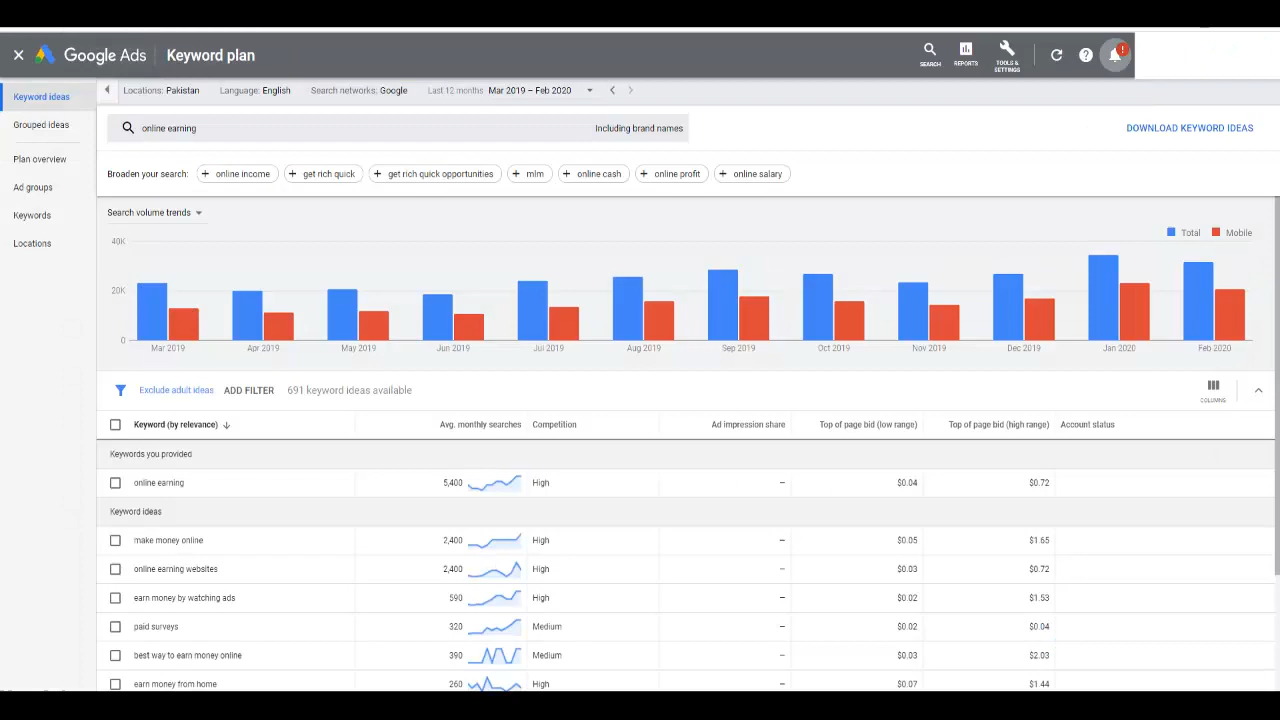 Google Ads Keyword plan
SEARCH REPORTS TOOLS & SETTINGS !
Keyword ideas
Grouped ideas
Plan overview
Ad groups
Keywords
Locations
Locations: Pakistan Language: English Search networks: Google Last 12 months Mar 2019 – Feb 2020
online earning Including brand names DOWNLOAD KEYWORD IDEAS
Broaden your search: + online income + get rich quick + get rich quick opportunities + mlm + online cash + online profit + online salary
Search volume trends
Total Mobile
40K
20K
0
Mar 2019 Apr 2019 May 2019 Jun 2019 Jul 2019 Aug 2019 Sep 2019 Oct 2019 Nov 2019 Dec 2019 Jan 2020 Feb 2020
Exclude adult ideas ADD FILTER 691 keyword ideas available COLUMNS
Keyword (by relevance) Avg. monthly searches Competition Ad impression share Top of page bid (low range) Top of page bid (high range) Account status
Keywords you provided
online earning 5,400 High – $0.04 $0.72
Keyword ideas
make money online 2,400 High – $0.05 $1.65
online earning websites 2,400 High – $0.03 $0.72
earn money by watching ads 590 High – $0.02 $1.53
paid surveys 320 Medium – $0.02 $0.04
best way to earn money online 390 Medium – $0.03 $2.03
earn money from home 260 High – $0.07 $1.44